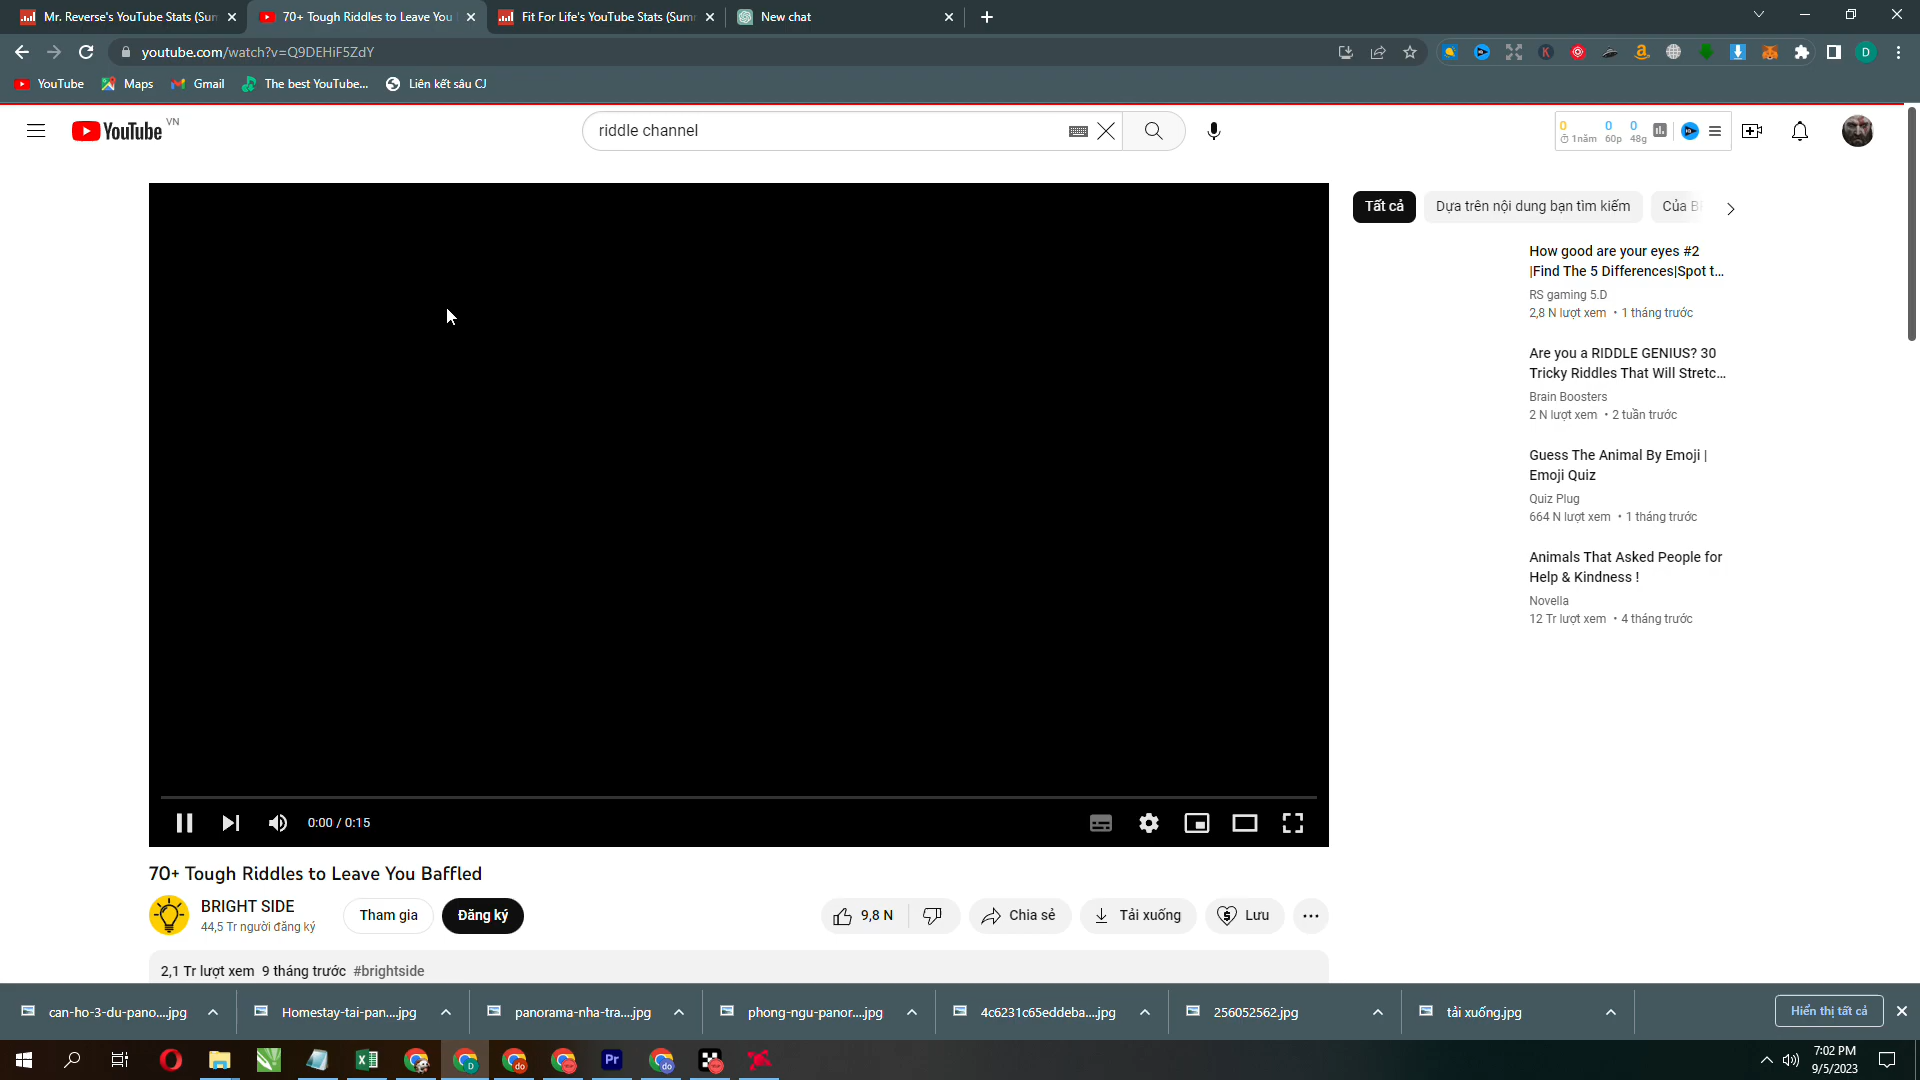 Mr. Reverse's YouTube Stats (Sum
70+ Tough Riddles to Leave You
Fit For Life's YouTube Stats (Sum
New chat
youtube.com/watch?v=Q9DEHiF5ZdY
K
D
YouTube
Maps
Gmail
The best YouTube...
Liên kết sâu CJ
YouTube VN
riddle channel
0
0
0
1năm
60p
48g
Tất cả
Dựa trên nội dung bạn tìm kiếm
Của
How good are your eyes #2
|Find The 5 Differences|Spot t...
RS gaming 5.D
2,8 N lượt xem • 1 tháng trước
Are you a RIDDLE GENIUS? 30
Tricky Riddles That Will Stretc...
Brain Boosters
2 N lượt xem • 2 tuần trước
Guess The Animal By Emoji |
Emoji Quiz
Quiz Plug
664 N lượt xem • 1 tháng trước
Animals That Asked People for
Help & Kindness !
Novella
12 Tr lượt xem • 4 tháng trước
0:00 / 0:15
70+ Tough Riddles to Leave You Baffled
BRIGHT SIDE
44,5 Tr người đăng ký
Tham gia
Đăng ký
9,8 N
Chia sẻ
Tải xuống
Lưu
2,1 Tr lượt xem 9 tháng trước #brightside
can-ho-3-du-pano....jpg
Homestay-tai-pan....jpg
panorama-nha-tra....jpg
phong-ngu-panor....jpg
4c6231c65eddeba....jpg
256052562.jpg
tải xuống.jpg
Hiển thị tất cả
D
do
Pr
do
7:02 PM
9/5/2023